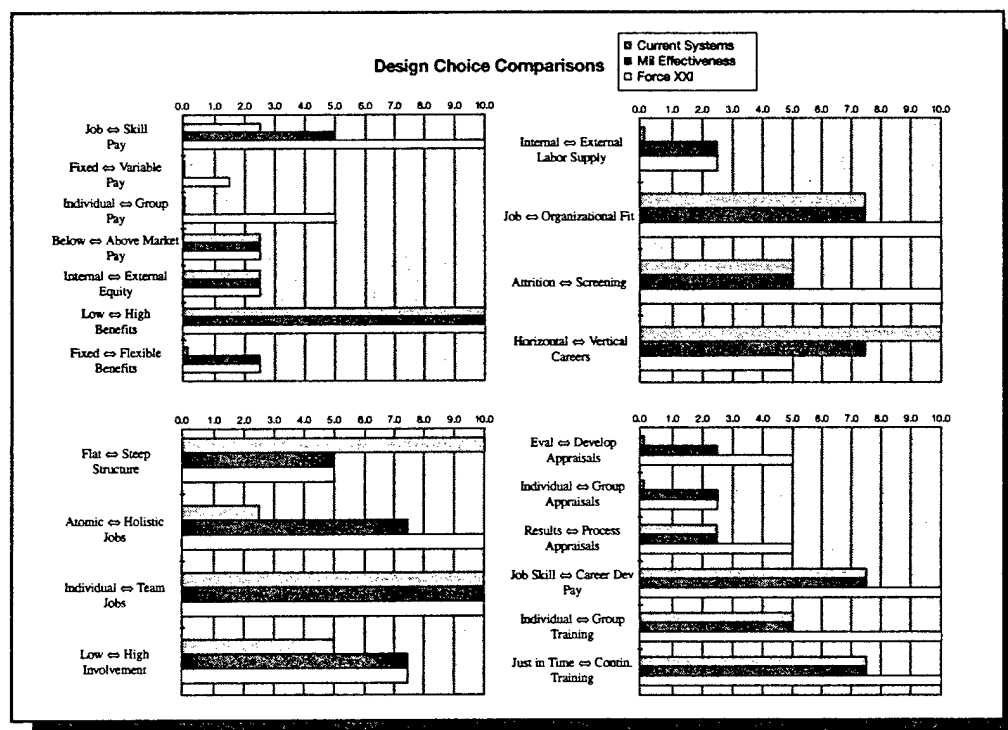 Design Choice Comparisons
Current Systems
Mil Effectiveness
Force XXI
0.0 1.0 2.0 3.0 4.0 5.0 6.0 7.0 8.0 9.0 10.0
Job ⇔ Skill
Pay
Fixed ⇔ Variable
Pay
Individual ⇔ Group
Pay
Below ⇔ Above Market
Pay
Internal ⇔ External
Equity
Low ⇔ High
Benefits
Fixed ⇔ Flexible
Benefits
0.0 1.0 2.0 3.0 4.0 5.0 6.0 7.0 8.0 9.0 10.0
Internal ⇔ External
Labor Supply
Job ⇔ Organizational Fit
Attrition ⇔ Screening
Horizontal ⇔ Vertical
Careers
0.0 1.0 2.0 3.0 4.0 5.0 6.0 7.0 8.0 9.0 10.0
Flat ⇔ Steep
Structure
Atomic ⇔ Holistic
Jobs
Individual ⇔ Team
Jobs
Low ⇔ High
Involvement
0.0 1.0 2.0 3.0 4.0 5.0 6.0 7.0 8.0 9.0 10.0
Eval ⇔ Develop
Appraisals
Individual ⇔ Group
Appraisals
Results ⇔ Process
Appraisals
Job Skill ⇔ Career Dev
Pay
Individual ⇔ Group
Training
Just in Time ⇔ Contin.
Training